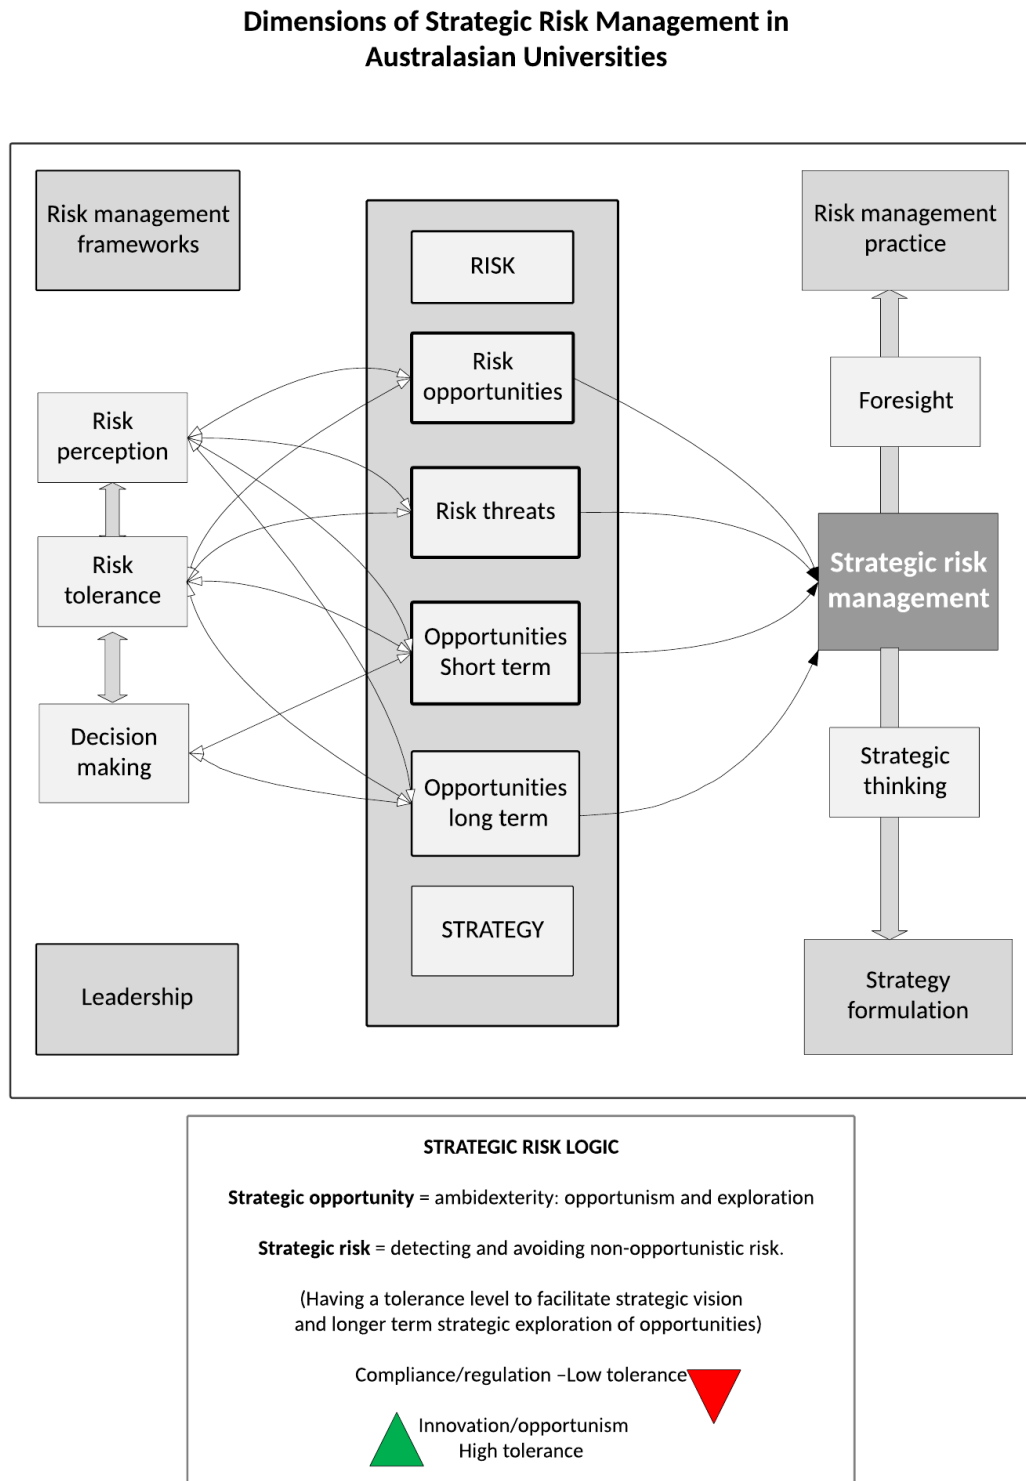 Dimensions of Strategic Risk Management in
Australasian Universities
Risk management
frameworks
RISK
Risk management
practice
Risk
opportunities
Foresight
Risk
perception
Risk threats
Risk
tolerance
Strategic risk
management
Opportunities
Short term
Decision
making
Strategic
thinking
Opportunities
long term
STRATEGY
Leadership
Strategy
formulation
STRATEGIC RISK LOGIC
Strategic opportunity = ambidexterity: opportunism and exploration
Strategic risk = detecting and avoiding non-opportunistic risk.
(Having a tolerance level to facilitate strategic vision
and longer term strategic exploration of opportunities)
Compliance/regulation –Low tolerance
Innovation/opportunism
High tolerance